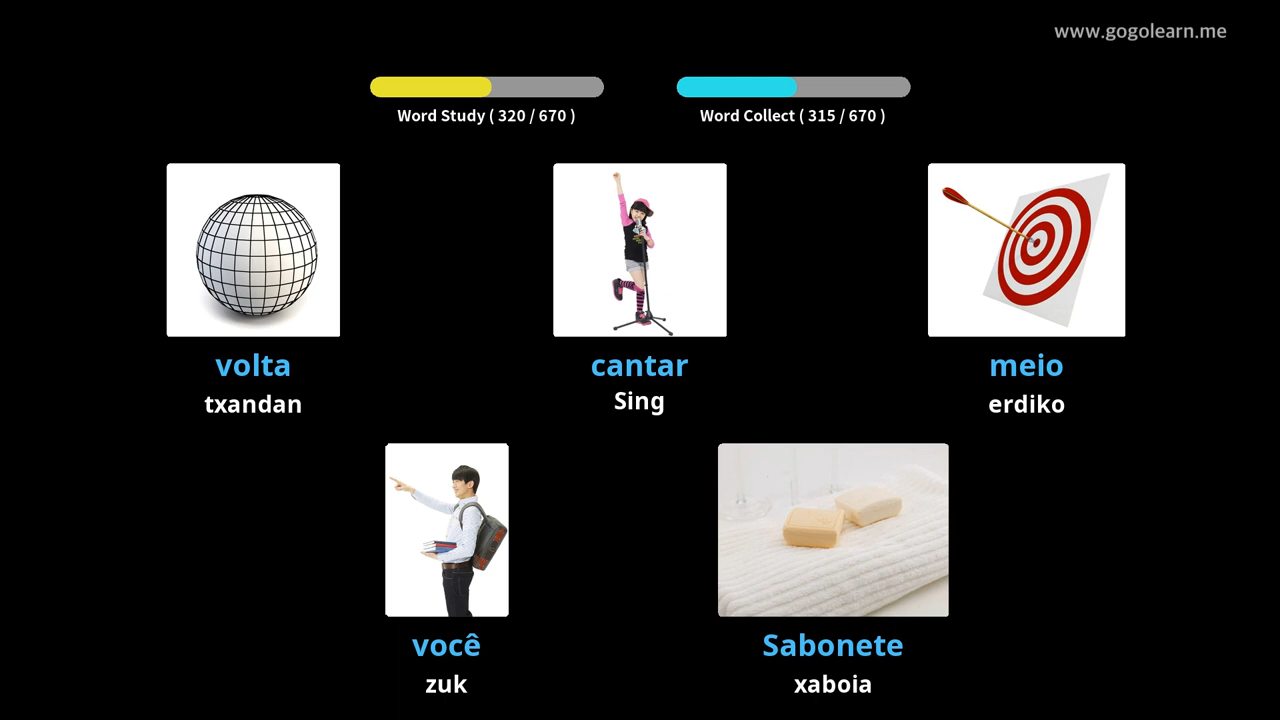 www.gogolearn.me
Word Study ( 320 / 670 )
Word Collect ( 315 / 670 )
volta
txandan
cantar
Sing
meio
erdiko
você
zuk
Sabonete
xaboia